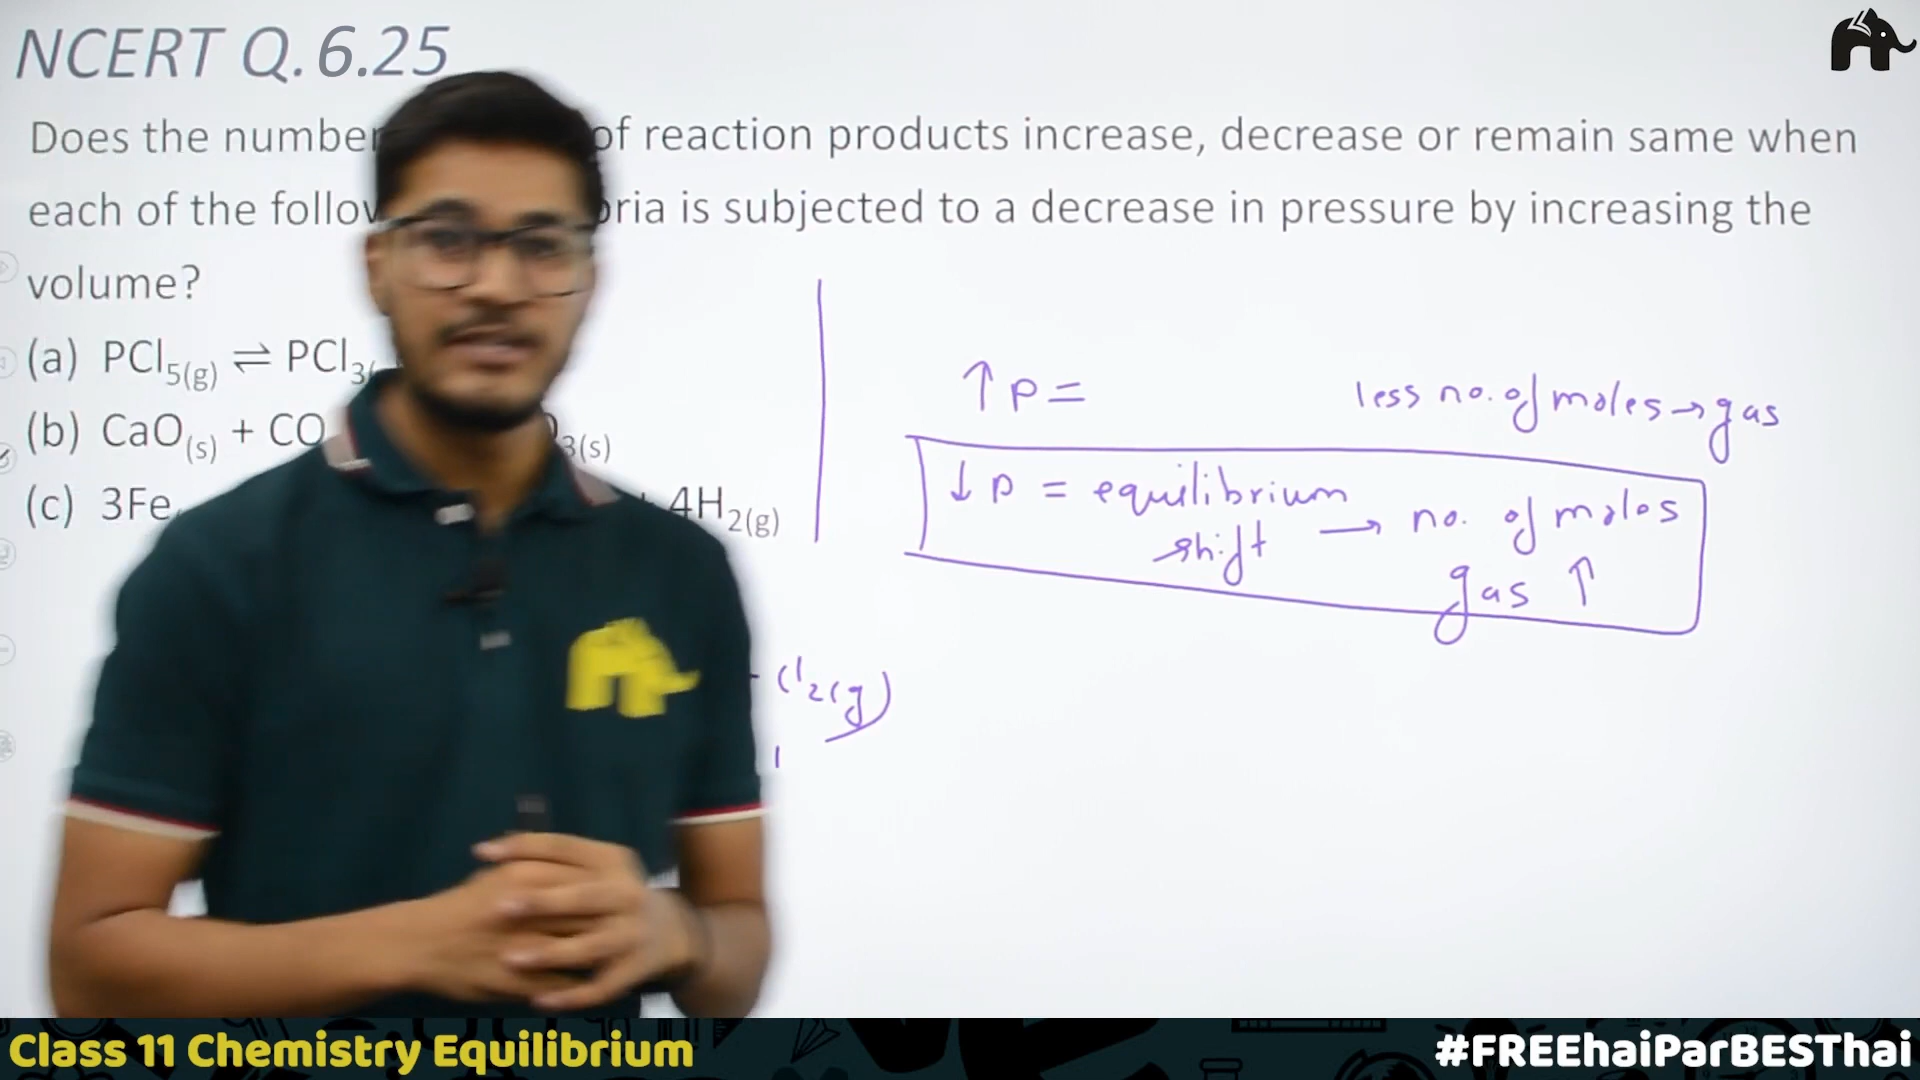 NCERT Q. 6.25
Does the number of reaction products increase, decrease or remain same when
each of the is subjected to a decrease in pressure by increasing the
volume?
(a) PCl5(g) ⇌ PCl3
(b) CaO(s) + CO 3(s)
(c) 3Fe 4H2(g)
↑ P =
less no. of moles → gas
↓ P = equilibrium shift → no. of moles
gas ↑
Cl2(g)
1
Class 11 Chemistry Equilibrium
#FREEhaiParBESThai